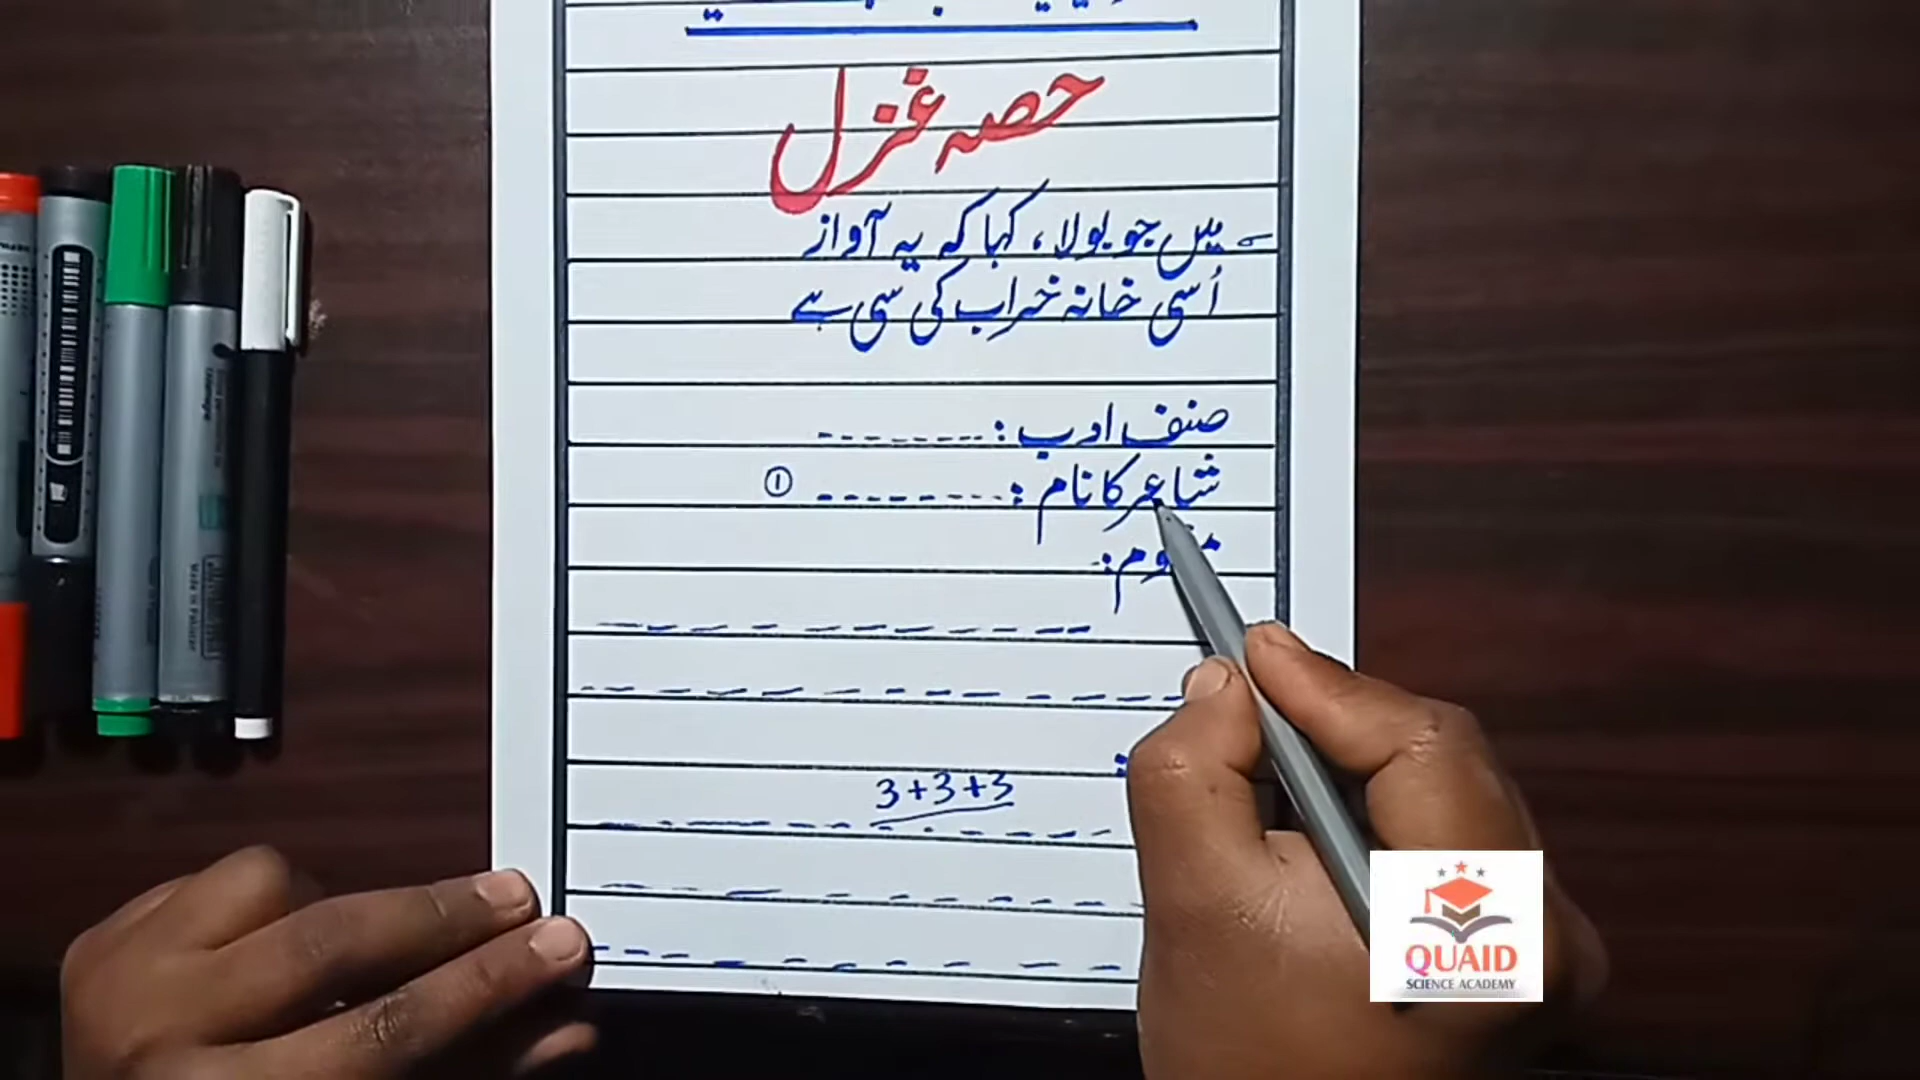 حصہ غزل
میں جو بولا، کہا کہ یہ آواز
اُسی خانہ خراب کی سی ہے
صنف ادب : --------
شاعر کا نام : -------- ①
3+3+3
QUAID
SCIENCE ACADEMY